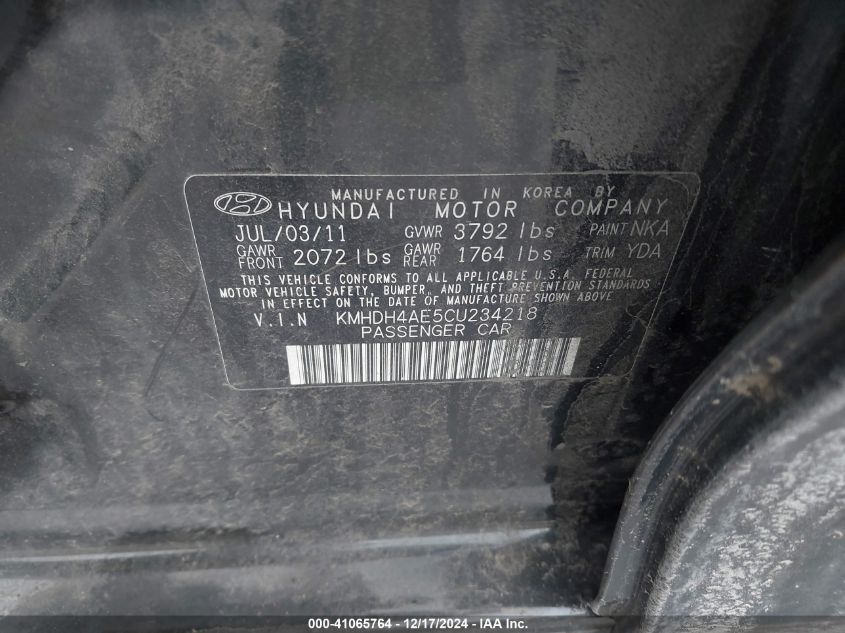 MANUFACTURED IN KOREA BY
HYUNDAI MOTOR COMPANY
JUL/03/11 GVWR 3792 lbs PAINT NKA
GAWR FRONT 2072 lbs GAWR REAR 1764 lbs TRIM YDA
THIS VEHICLE CONFORMS TO ALL APPLICABLE U.S.A. FEDERAL
MOTOR VEHICLE SAFETY, BUMPER, AND THEFT PREVENTION STANDARDS
IN EFFECT ON THE DATE OF MANUFACTURE SHOWN ABOVE
V.I.N KMHDH4AE5CU234218
PASSENGER CAR
000-41065764 - 12/17/2024 - IAA Inc.